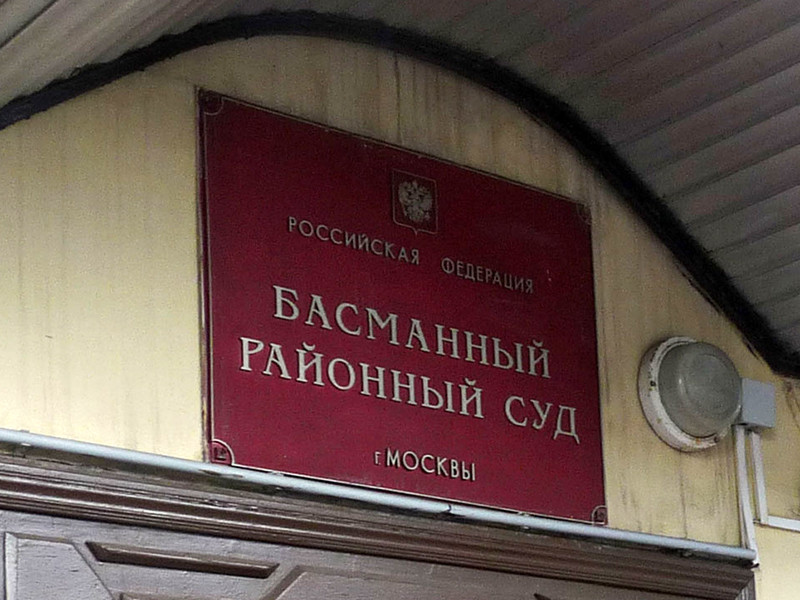 РОССИЙСКАЯ ФЕДЕРАЦИЯ
БАСМАННЫЙ
РАЙОННЫЙ СУД
г. МОСКВЫ